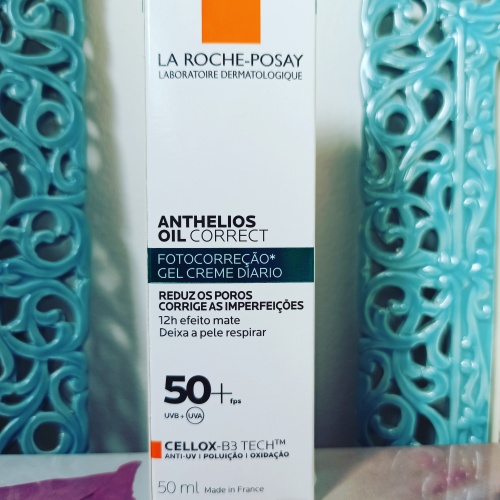 LA ROCHE-POSAY
LABORATOIRE DERMATOLOGIQUE
ANTHELIOS
OIL CORRECT
FOTOCORREÇÃO*
GEL CREME DIARIO
REDUZ OS POROS
CORRIGE AS IMPERFEIÇÕES
12h efeito mate
Deixa a pele respirar
50+ fps
UVB + UVA
CELLOX-B3 TECH™
ANTI-UV | POLUIÇÃO | OXIDAÇÃO
50 ml Made in France